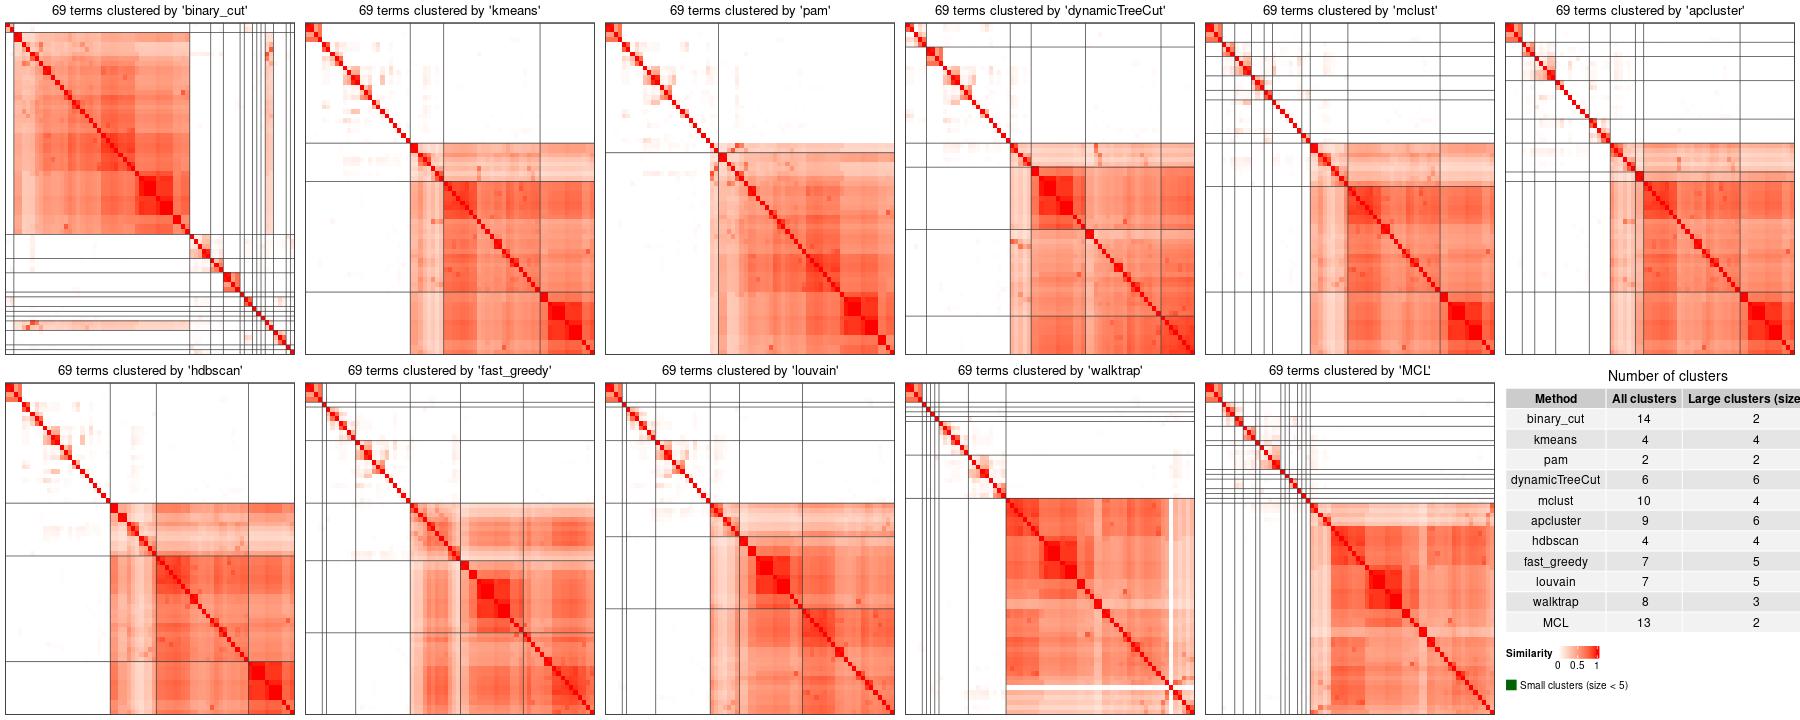 69 terms clustered by 'binary_cut'
69 terms clustered by 'kmeans'
69 terms clustered by 'pam'
69 terms clustered by 'dynamicTreeCut'
69 terms clustered by 'mclust'
69 terms clustered by 'apcluster'
69 terms clustered by 'hdbscan'
69 terms clustered by 'fast_greedy'
69 terms clustered by 'louvain'
69 terms clustered by 'walktrap'
69 terms clustered by 'MCL'
Number of clusters
Method All clusters Large clusters (size
binary_cut 14 2
kmeans 4 4
pam 2 2
dynamicTreeCut 6 6
mclust 10 4
apcluster 9 6
hdbscan 4 4
fast_greedy 7 5
louvain 7 5
walktrap 8 3
MCL 13 2
Similarity
0 0.5 1
Small clusters (size < 5)